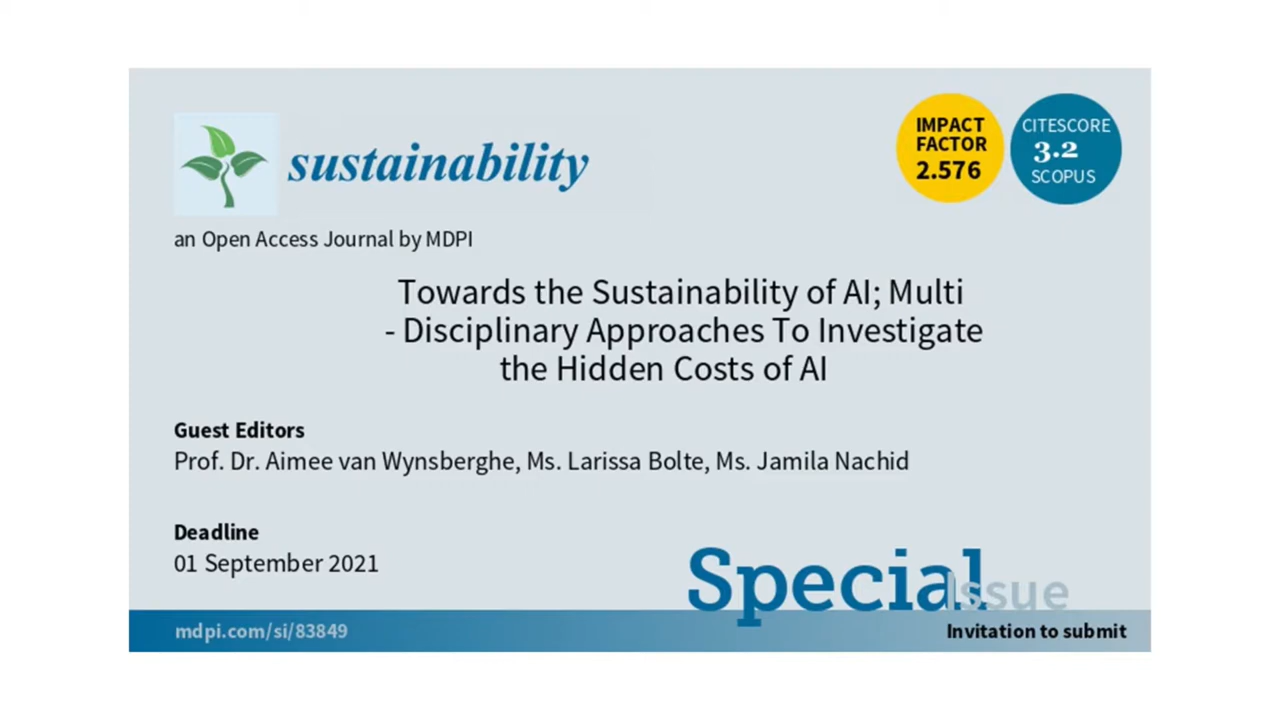 sustainability
IMPACT
FACTOR
2.576
CITESCORE
3.2
SCOPUS
an Open Access Journal by MDPI
Towards the Sustainability of AI; Multi
- Disciplinary Approaches To Investigate
the Hidden Costs of AI
Guest Editors
Prof. Dr. Aimee van Wynsberghe, Ms. Larissa Bolte, Ms. Jamila Nachid
Deadline
01 September 2021
Special Issue
mdpi.com/si/83849
Invitation to submit